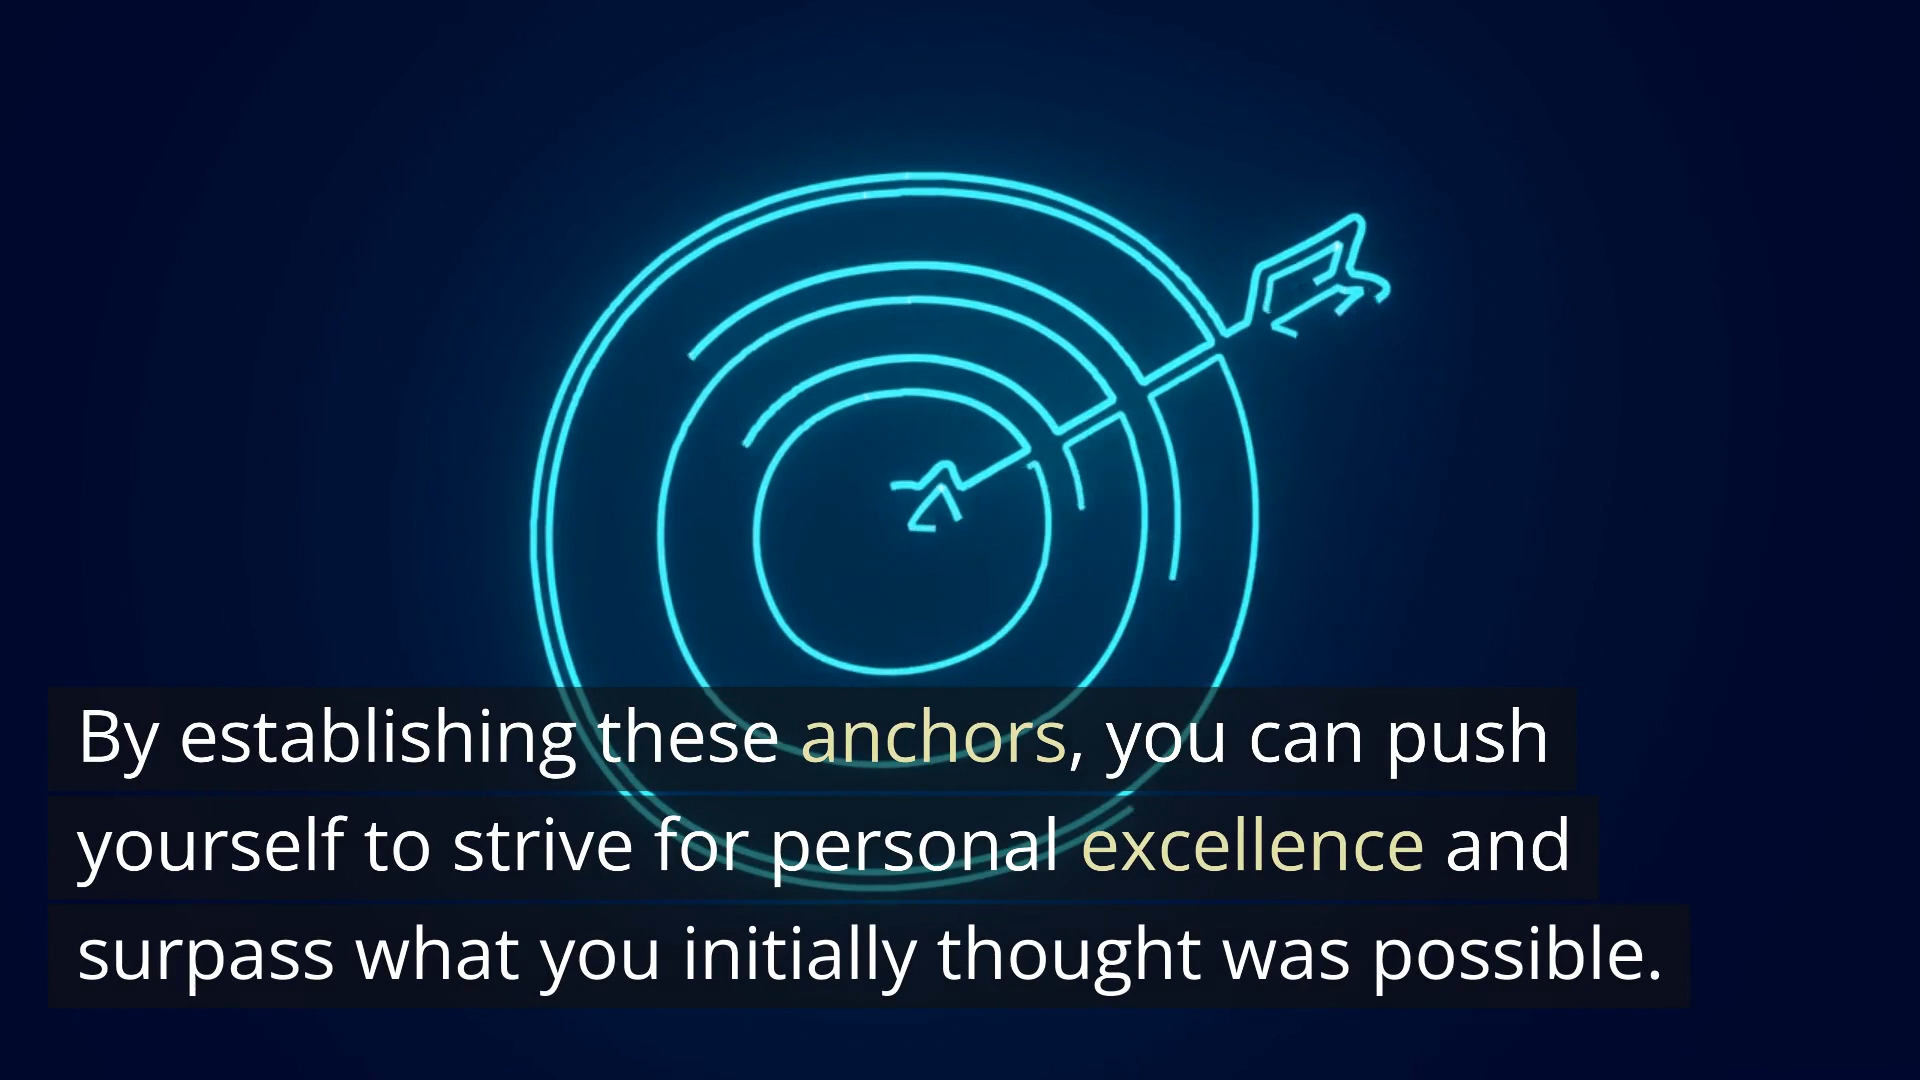 By establishing these anchors, you can push
yourself to strive for personal excellence and
surpass what you initially thought was possible.